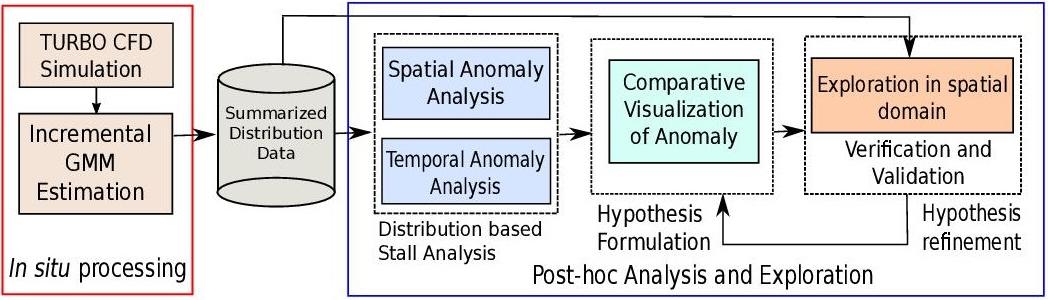 TURBO CFD
Simulation
Incremental
GMM
Estimation
In situ processing
Summarized
Distribution
Data
Spatial Anomaly
Analysis
Temporal Anomaly
Analysis
Distribution based
Stall Analysis
Comparative
Visualization
of Anomaly
Hypothesis
Formulation
Exploration in spatial
domain
Verification and
Validation
Hypothesis
refinement
Post-hoc Analysis and Exploration